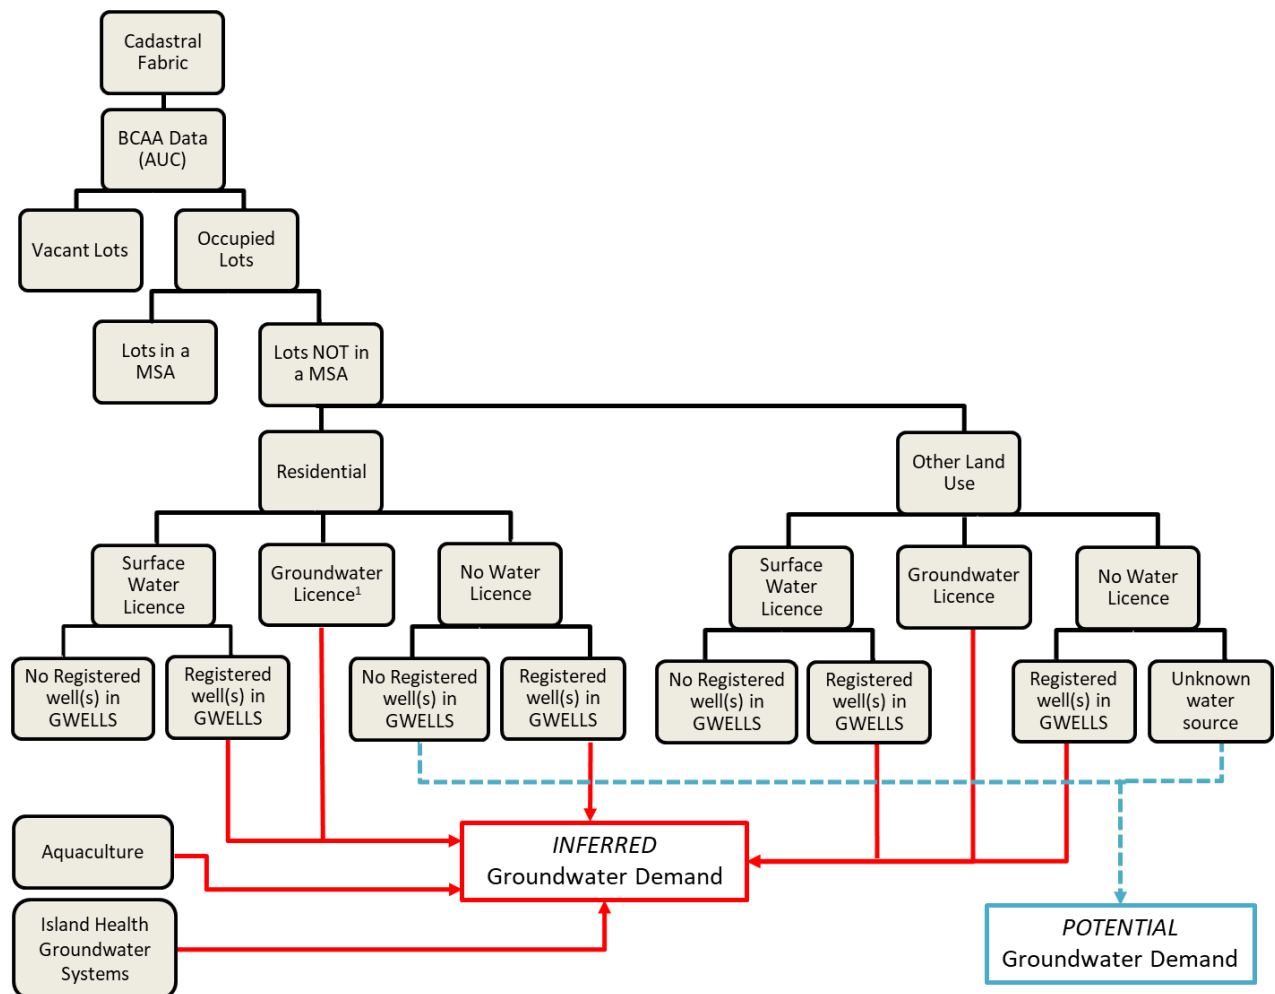 Cadastral
Fabric
BCAA Data
(AUC)
Vacant Lots
Occupied
Lots
Lots in a
MSA
Lots NOT in
a MSA
Residential
Other Land
Use
Surface
Water
Licence
Groundwater
Licence¹
No Water
Licence
Surface
Water
Licence
Groundwater
Licence
No Water
Licence
No Registered
well(s) in
GWELLS
Registered
well(s) in
GWELLS
No Registered
well(s) in
GWELLS
Registered
well(s) in
GWELLS
No Registered
well(s) in
GWELLS
Registered
well(s) in
GWELLS
Registered
well(s) in
GWELLS
Unknown
water
source
Aquaculture
INFERRED
Groundwater Demand
Island Health
Groundwater
Systems
POTENTIAL
Groundwater Demand